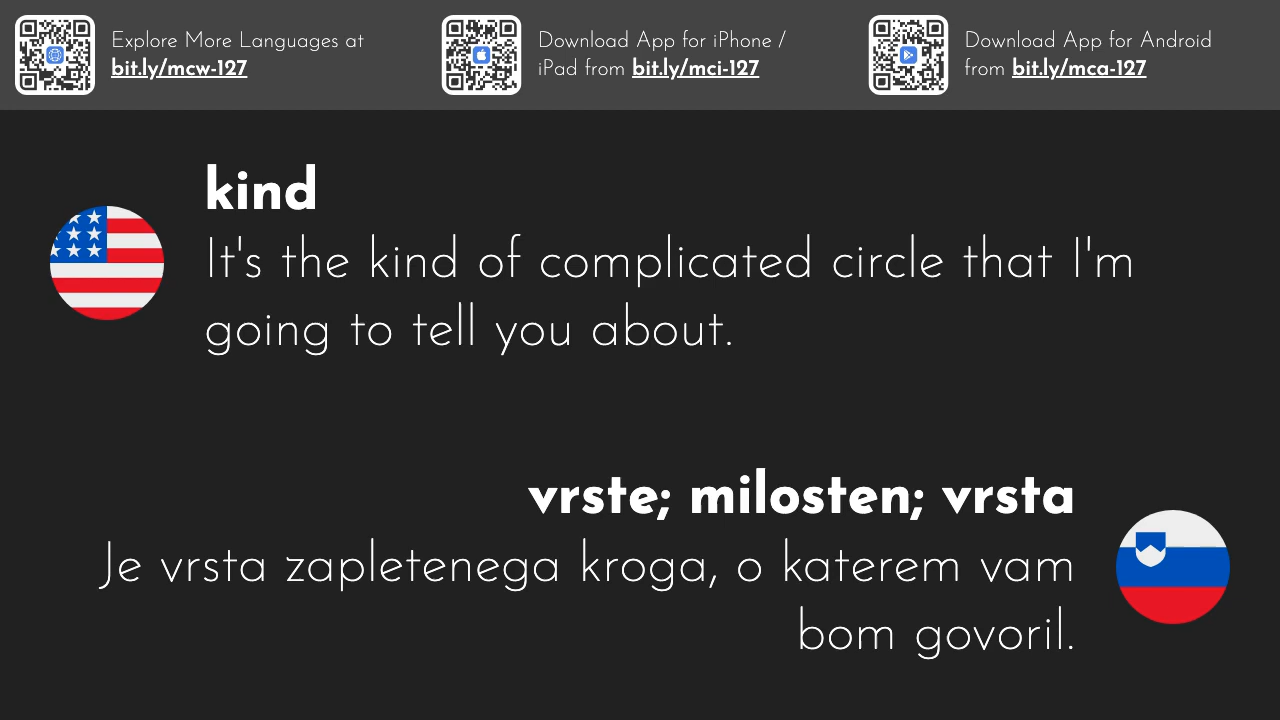 Explore More Languages at
bit.ly/mcw-127
Download App for iPhone /
iPad from bit.ly/mci-127
Download App for Android
from bit.ly/mca-127
kind
It's the kind of complicated circle that I'm
going to tell you about.
vrste; milosten; vrsta
Je vrsta zapletenega kroga, o katerem vam
bom govoril.